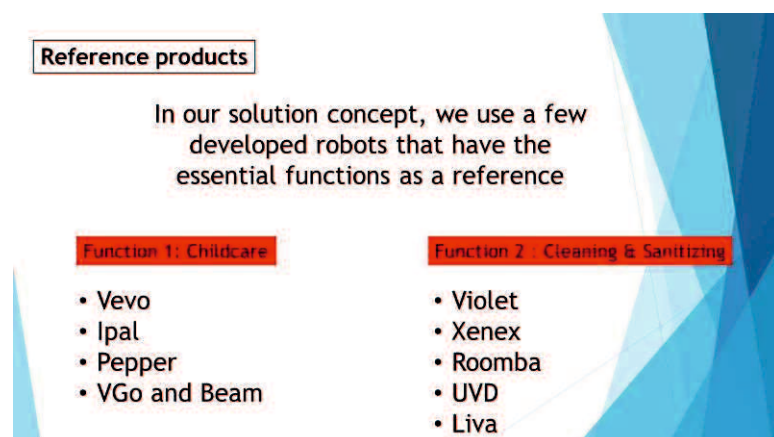 Reference products
In our solution concept, we use a few
developed robots that have the
essential functions as a reference
Function 1: Childcare
• Vevo
• Ipal
• Pepper
• VGo and Beam
Function 2 : Cleaning & Sanitizing
• Violet
• Xenex
• Roomba
• UVD
• Liva